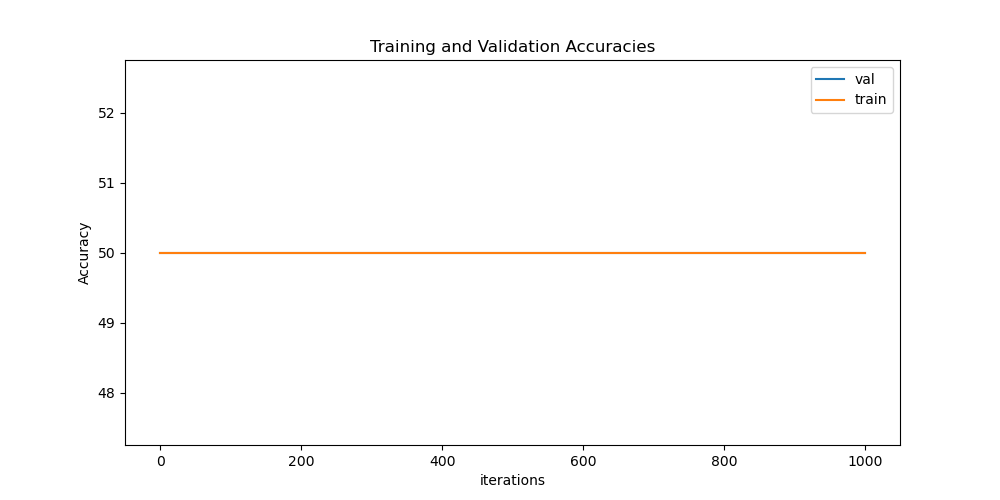 Training and Validation Accuracies
val
train
52
51
50
49
48
Accuracy
0 200 400 600 800 1000
iterations